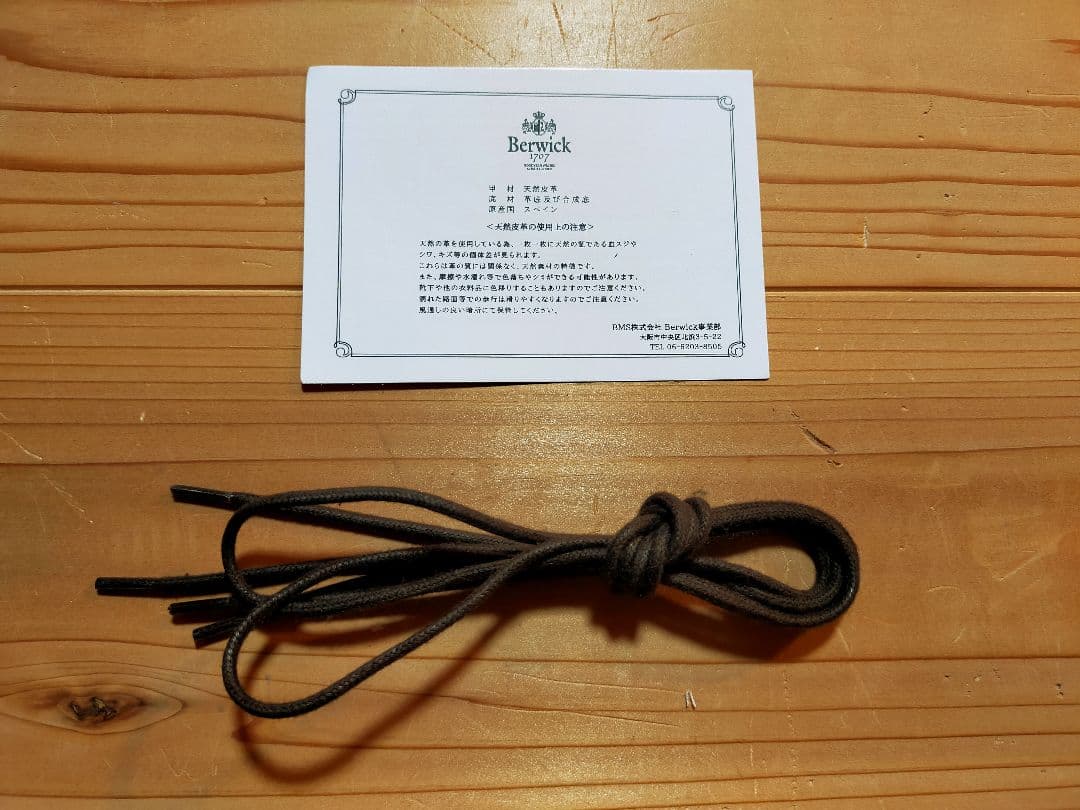 Berwick
1707
甲　材　天然皮革
底　材　革底及び合成底
原産国　スペイン
＜天然皮革の使用上の注意＞
天然の革を使用している為、一枚一枚に天然の証である血スジや
シワ、キズ等の個体差が見られます。
これらは革の質には関係なく、天然素材の特徴です。
また、摩擦や水濡れ等で色落ちやシミができる可能性があります。
靴下や他の衣料品に色移りすることもありますのでご注意ください。
濡れた路面等での歩行は滑りやすくなりますのでご注意ください。
風通しの良い暗所にて保管してください。
RMS株式会社 Berwick事業部
大阪市中央区北浜3-5-22
TEL 06-6203-8505